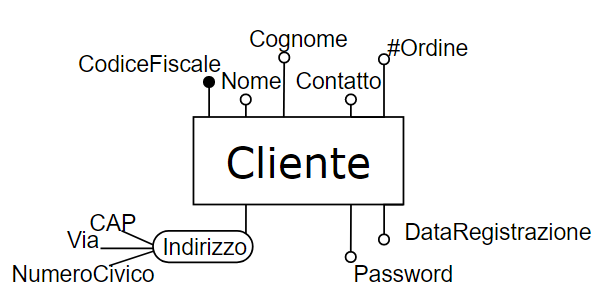 Cognome
#Ordine
CodiceFiscale
Nome
Contatto
Cliente
CAP
Via
Indirizzo
NumeroCivico
DataRegistrazione
Password